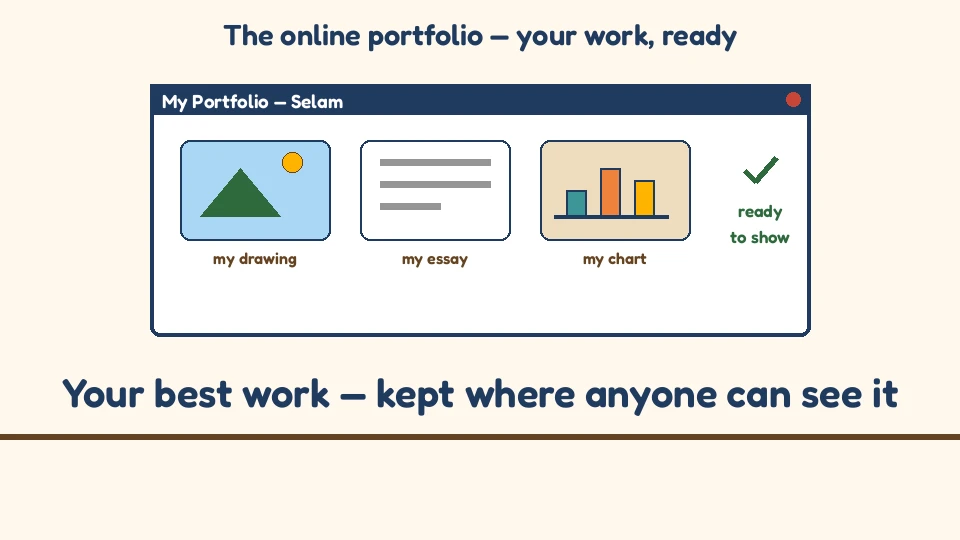 The online portfolio — your work, ready
My Portfolio — Selam
my drawing
my essay
my chart
ready
to show
Your best work — kept where anyone can see it